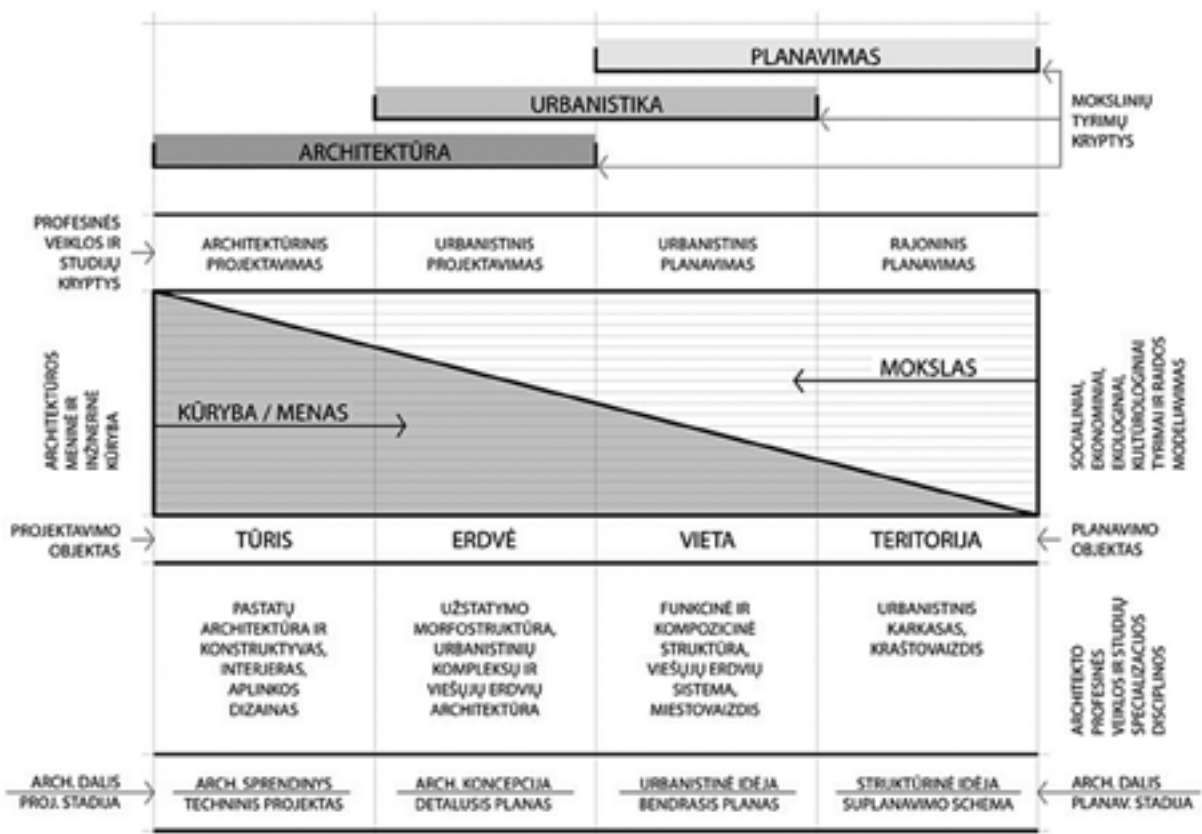 PLANAVIMAS
URBANISTIKA
ARCHITEKTŪRA
MOKSLINIŲ
TYRIMŲ
KRYPTYS
PROFESINĖS
VEIKLOS IR
STUDIJŲ
KRYPTYS
ARCHITEKTŪRINIS
PROJEKTAVIMAS
URBANISTINIS
PROJEKTAVIMAS
URBANISTINIS
PLANAVIMAS
RAJONINIS
PLANAVIMAS
ARCHITEKTŪROS
MENINĖ IR
INŽINERINĖ
KŪRYBA
KŪRYBA / MENAS
MOKSLAS
SOCIALINIAI,
EKONOMINIAI,
EKOLOGINIAI,
KULTŪROLOGINIAI
TYRIMAI IR RAIDOS
MODELIAVIMAS
PROJEKTAVIMO
OBJEKTAS
TŪRIS
ERDVĖ
VIETA
TERITORIJA
PLANAVIMO
OBJEKTAS
PASTATŲ
ARCHITEKTŪRA IR
KONSTRUKTYVAS,
INTERJERAS,
APLINKOS
DIZAINAS
UŽSTATYMO
MORFOSTRUKTŪRA,
URBANISTINIŲ
KOMPLEKSŲ IR
VIEŠŲJŲ ERDVIŲ
ARCHITEKTŪRA
FUNKCINĖ IR
KOMPOZICINĖ
STRUKTŪRA,
VIEŠŲJŲ ERDVIŲ
SISTEMA,
MIESTOVAIZDIS
URBANISTINIS
KARKASAS,
KRAŠTOVAIZDIS
ARCHITEKTO
PROFESINĖS
VEIKLOS IR STUDIJŲ
SPECIALIZACIJOS
DISCIPLINOS
ARCH. DALIS
PROJ. STADIJA
ARCH. SPRENDINYS
TECHNINIS PROJEKTAS
ARCH. KONCEPCIJA
DETALUSIS PLANAS
URBANISTINĖ IDĖJA
BENDRASIS PLANAS
STRUKTŪRINĖ IDĖJA
SUPLANAVIMO SCHEMA
ARCH. DALIS
PLANAV. STADIJA